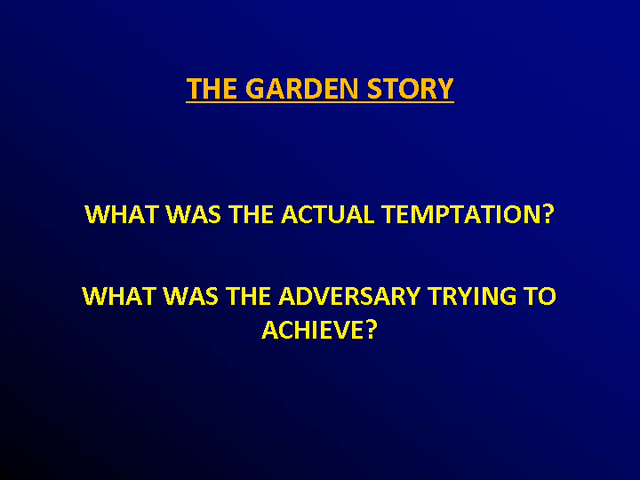 THE GARDEN STORY
WHAT WAS THE ACTUAL TEMPTATION?
WHAT WAS THE ADVERSARY TRYING TO
ACHIEVE?